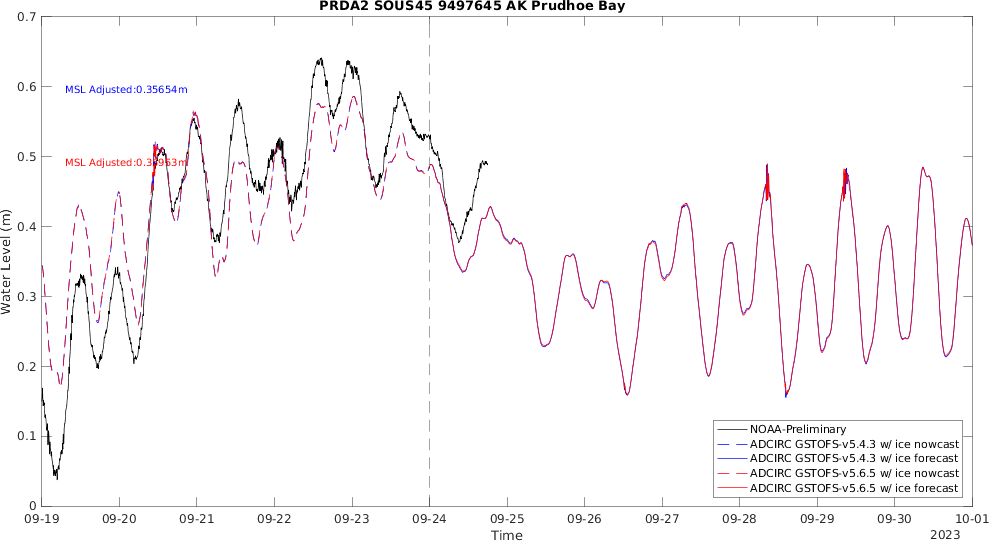 PRDA2 SOUS45 9497645 AK Prudhoe Bay
0.7
0.6
0.5
0.4
0.3
0.2
0.1
0
Water Level (m)
MSL Adjusted:0.35654m
MSL Adjusted:
09-19 09-20 09-21 09-22 09-23 09-24 09-25 09-26 09-27 09-28 09-29 09-30 10-01
Time
2023
NOAA-Preliminary
ADCIRC GSTOFS-v5.4.3 w/ ice nowcast
ADCIRC GSTOFS-v5.4.3 w/ ice forecast
ADCIRC GSTOFS-v5.6.5 w/ ice nowcast
ADCIRC GSTOFS-v5.6.5 w/ ice forecast